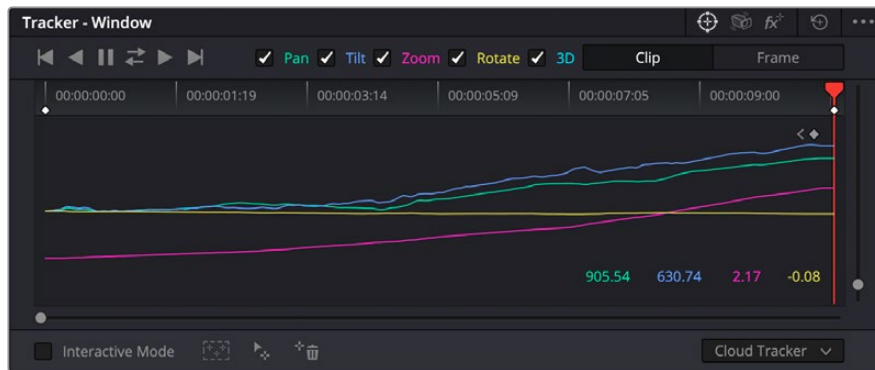 Tracker - Window
Pan Tilt Zoom Rotate 3D Clip Frame
00:00:00:00 00:00:01:19 00:00:03:14 00:00:05:09 00:00:07:05 00:00:09:00
905.54 630.74 2.17 -0.08
Interactive Mode Cloud Tracker